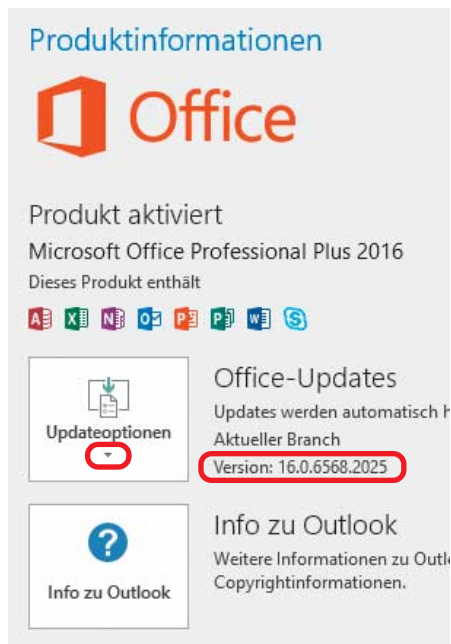 Produktinformationen
Office
Produkt aktiviert
Microsoft Office Professional Plus 2016
Dieses Produkt enthält
Updateoptionen
Office-Updates
Updates werden automatisch
Aktueller Branch
Version: 16.0.6568.2025
Info zu Outlook
Info zu Outlook
Weitere Informationen zu
Copyrightinformationen.